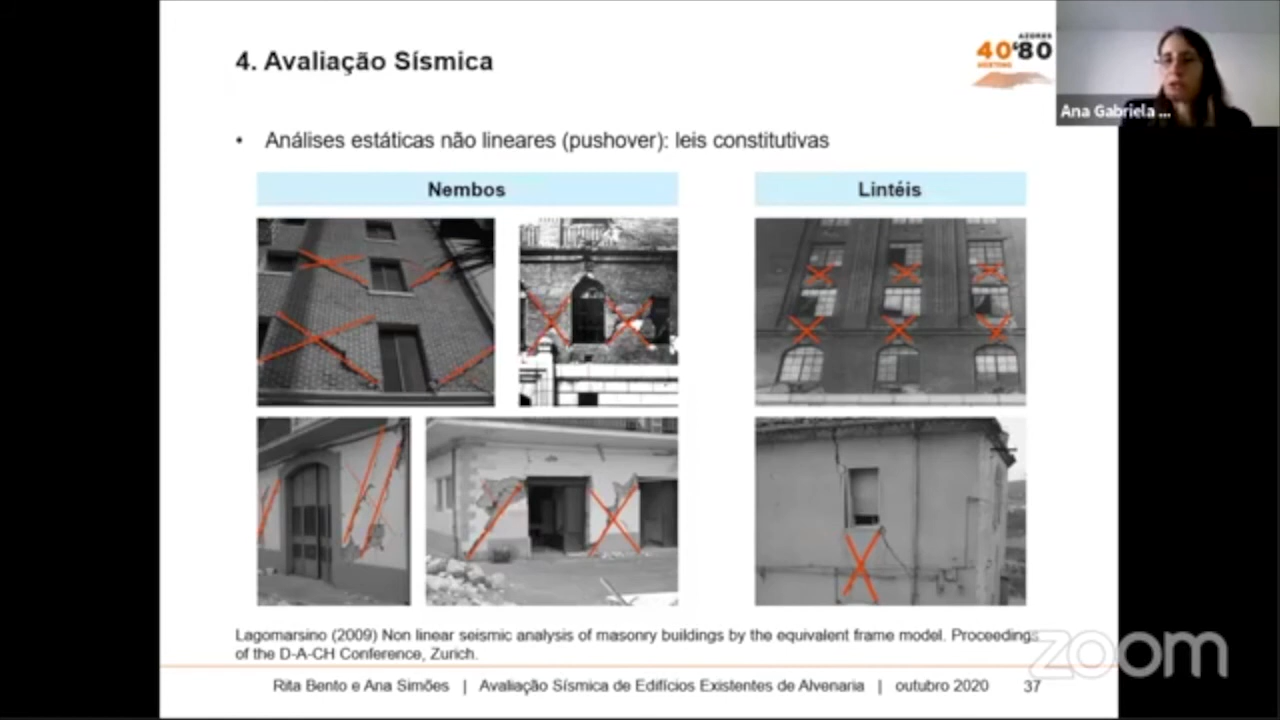 4. Avaliação Sísmica
AZORES
40'80
MEETING
Ana Gabriela ...
• Análises estáticas não lineares (pushover): leis constitutivas
Nembos
Lintéis
Lagomarsino (2009) Non linear seismic analysis of masonry buildings by the equivalent frame model. Proceedings
of the D-A-CH Conference, Zurich.
zoom
Rita Bento e Ana Simões | Avaliação Sísmica de Edifícios Existentes de Alvenaria | outubro 2020 37